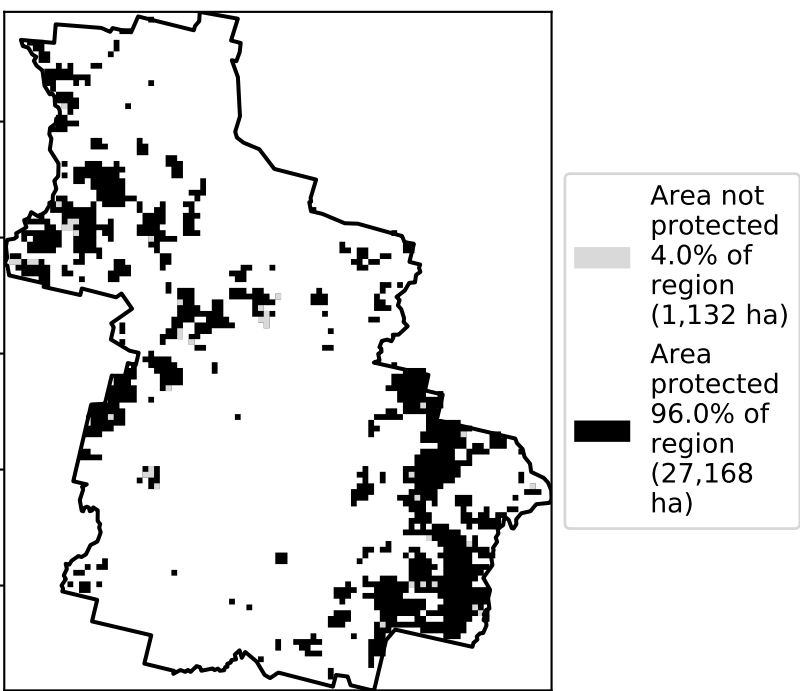 Area not
protected
4.0% of
region
(1,132 ha)
Area
protected
96.0% of
region
(27,168
ha)